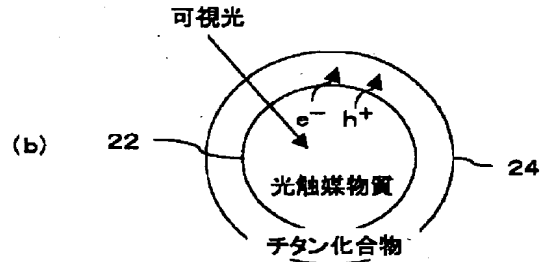 可視光
e⁻ h⁺
(b) 22 24
光触媒物質
チタン化合物